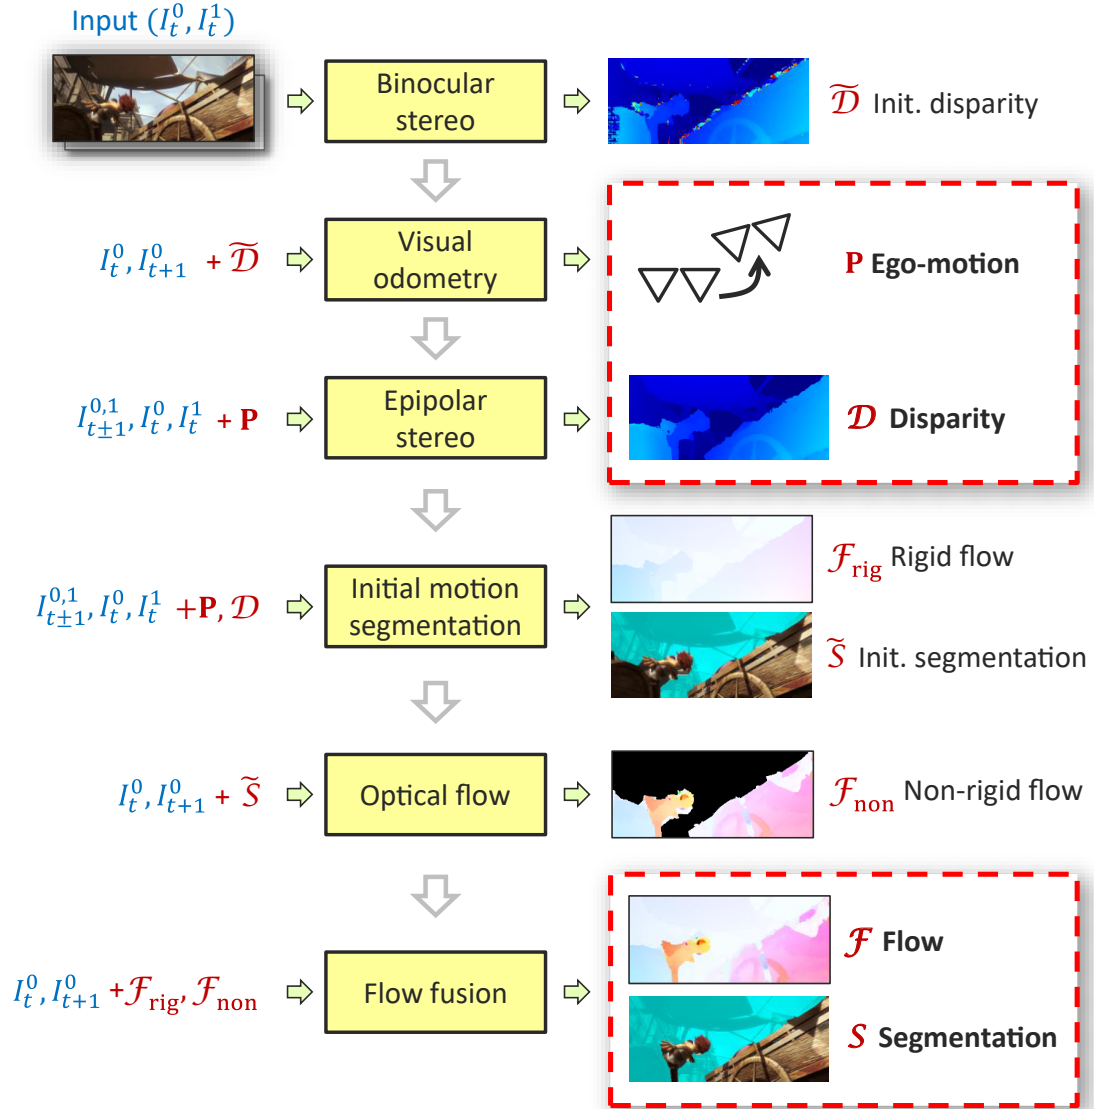 Input (I_t^0, I_t^1)
Binocular
stereo
𝒟̃ Init. disparity
I_t^0, I_{t+1}^0 + 𝒟̃
Visual
odometry
P Ego-motion
I_{t±1}^{0,1}, I_t^0, I_t^1 + P
Epipolar
stereo
𝒟 Disparity
ℱ_rig Rigid flow
I_{t±1}^{0,1}, I_t^0, I_t^1 +P, 𝒟
Initial motion
segmentation
S̃ Init. segmentation
I_t^0, I_{t+1}^0 + S̃
Optical flow
ℱ_non Non-rigid flow
ℱ Flow
I_t^0, I_{t+1}^0 +ℱ_rig, ℱ_non
Flow fusion
S Segmentation